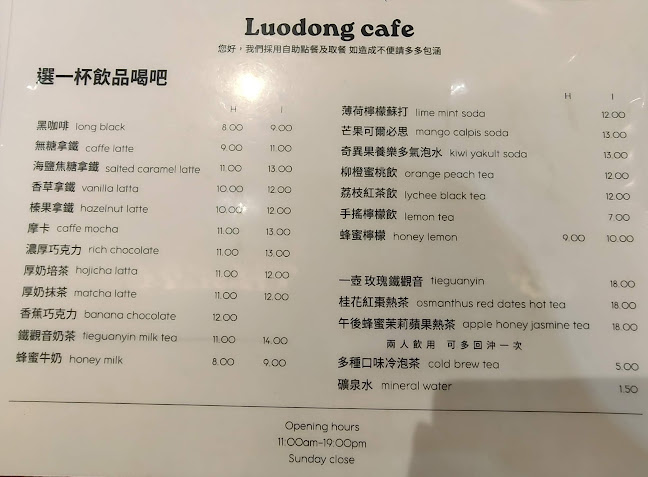 Luodong cafe
您好，我們採用自助點餐及取餐 如造成不便請多多包涵
選一杯飲品喝吧
H I
黑咖啡 long black 8.00 9.00
無糖拿鐵 caffe latte 9.00 11.00
海鹽焦糖拿鐵 salted caramel latte 11.00 13.00
香草拿鐵 vanilla latta 10.00 12.00
榛果拿鐵 hazelnut latte 10.00 12.00
摩卡 caffe mocha 11.00 13.00
濃厚巧克力 rich chocolate 11.00 13.00
厚奶培茶 hojicha latta 11.00 12.00
厚奶抹茶 matcha latte 11.00 12.00
香蕉巧克力 banana chocolate 12.00
鐵觀音奶茶 tieguanyin milk tea 11.00 14.00
蜂蜜牛奶 honey milk 8.00 9.00
H I
薄荷檸檬蘇打 lime mint soda 12.00
芒果可爾必思 mango calpis soda 13.00
奇異果養樂多氣泡水 kiwi yakult soda 13.00
柳橙蜜桃飲 orange peach tea 12.00
荔枝紅茶飲 lychee black tea 12.00
手搖檸檬飲 lemon tea 7.00
蜂蜜檸檬 honey lemon 9.00 10.00
一壺 玫瑰鐵觀音 tieguanyin 18.00
桂花紅棗熱茶 osmanthus red dates hot tea 18.00
午後蜂蜜茉莉蘋果熱茶 apple honey jasmine tea 18.00
兩人飲用 可多回沖一次
多種口味冷泡茶 cold brew tea 5.00
礦泉水 mineral water 1.50
Opening hours
11:00am-19:00pm
Sunday close